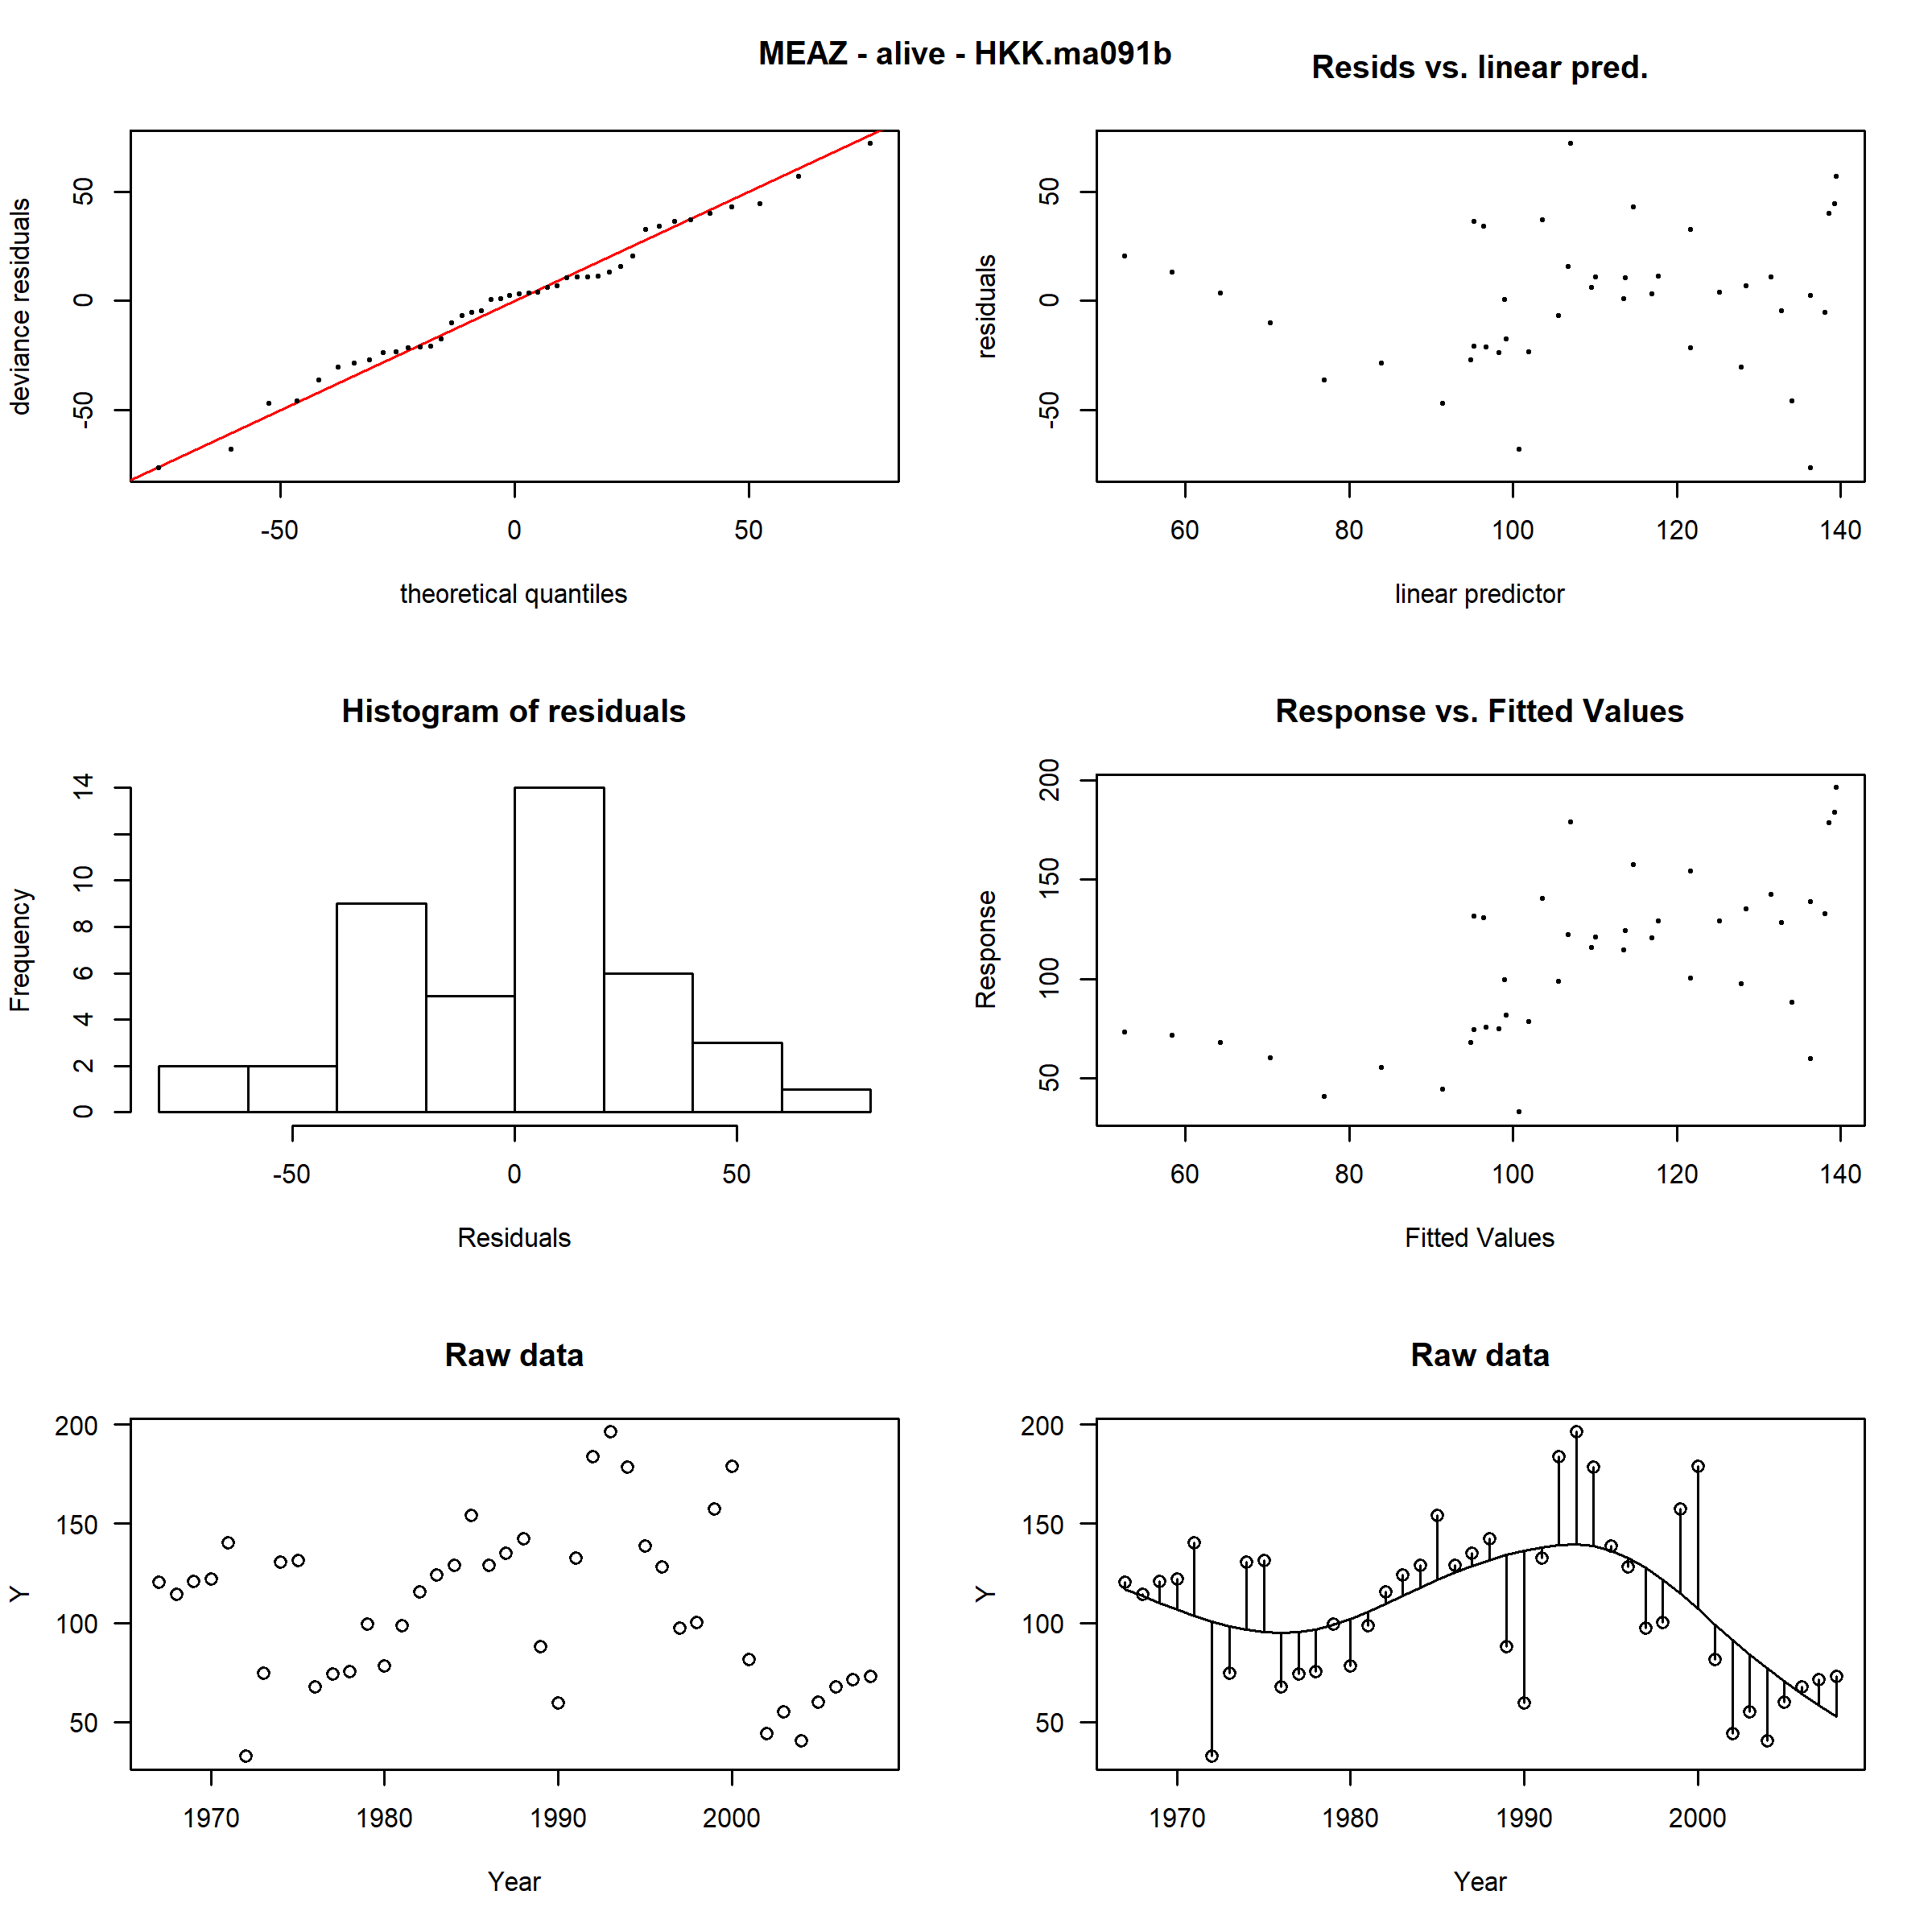 MEAZ - alive - HKK.ma091b
Resids vs. linear pred.
deviance residuals
50
0
-50
-50 0 50
theoretical quantiles
residuals
50
0
-50
60 80 100 120 140
linear predictor
Histogram of residuals
Frequency
14
10
8
6
4
2
0
-50 0 50
Residuals
Response vs. Fitted Values
Response
200
150
100
50
60 80 100 120 140
Fitted Values
Raw data
Y
200
150
100
50
1970 1980 1990 2000
Year
Raw data
Y
200
150
100
50
1970 1980 1990 2000
Year